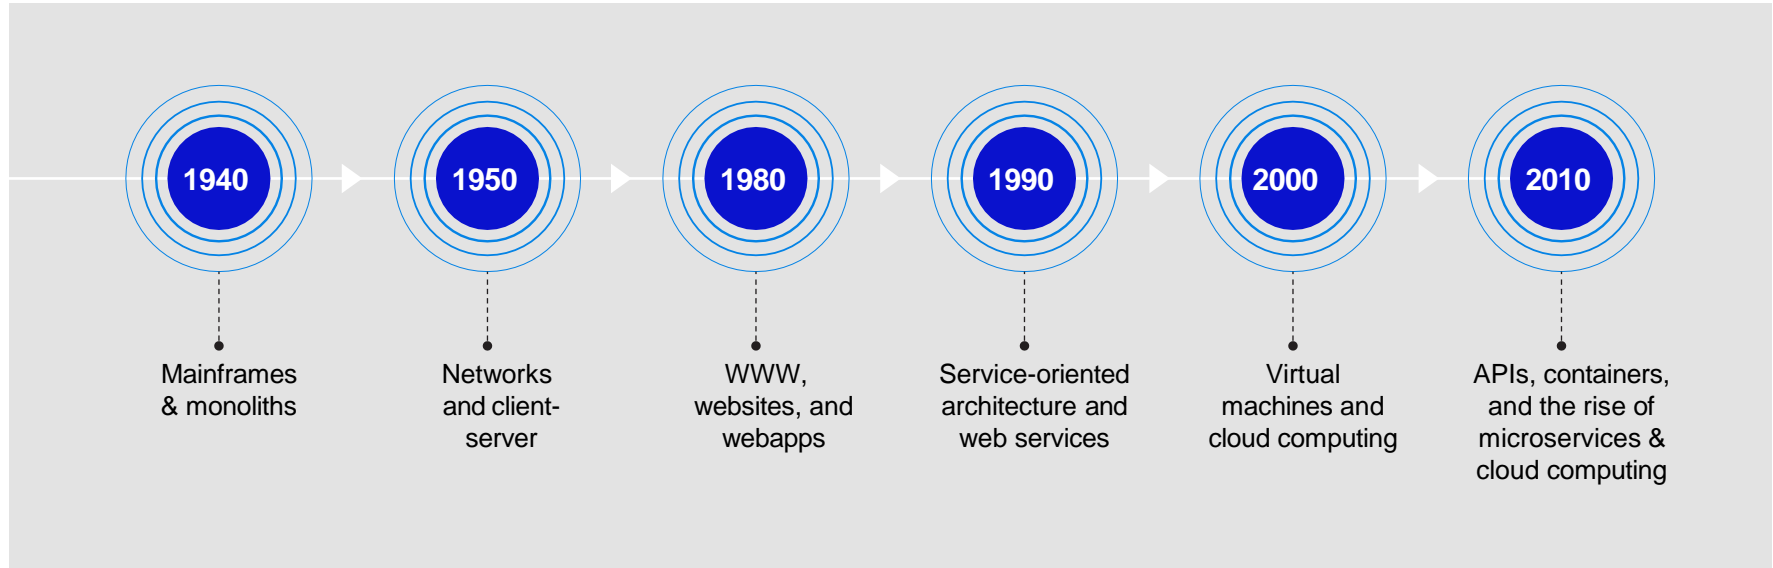 1940
1950
1980
1990
2000
2010
Mainframes
& monoliths
Networks
and client-
server
WWW,
websites, and
webapps
Service-oriented
architecture and
web services
Virtual
machines and
cloud computing
APIs, containers,
and the rise of
microservices &
cloud computing